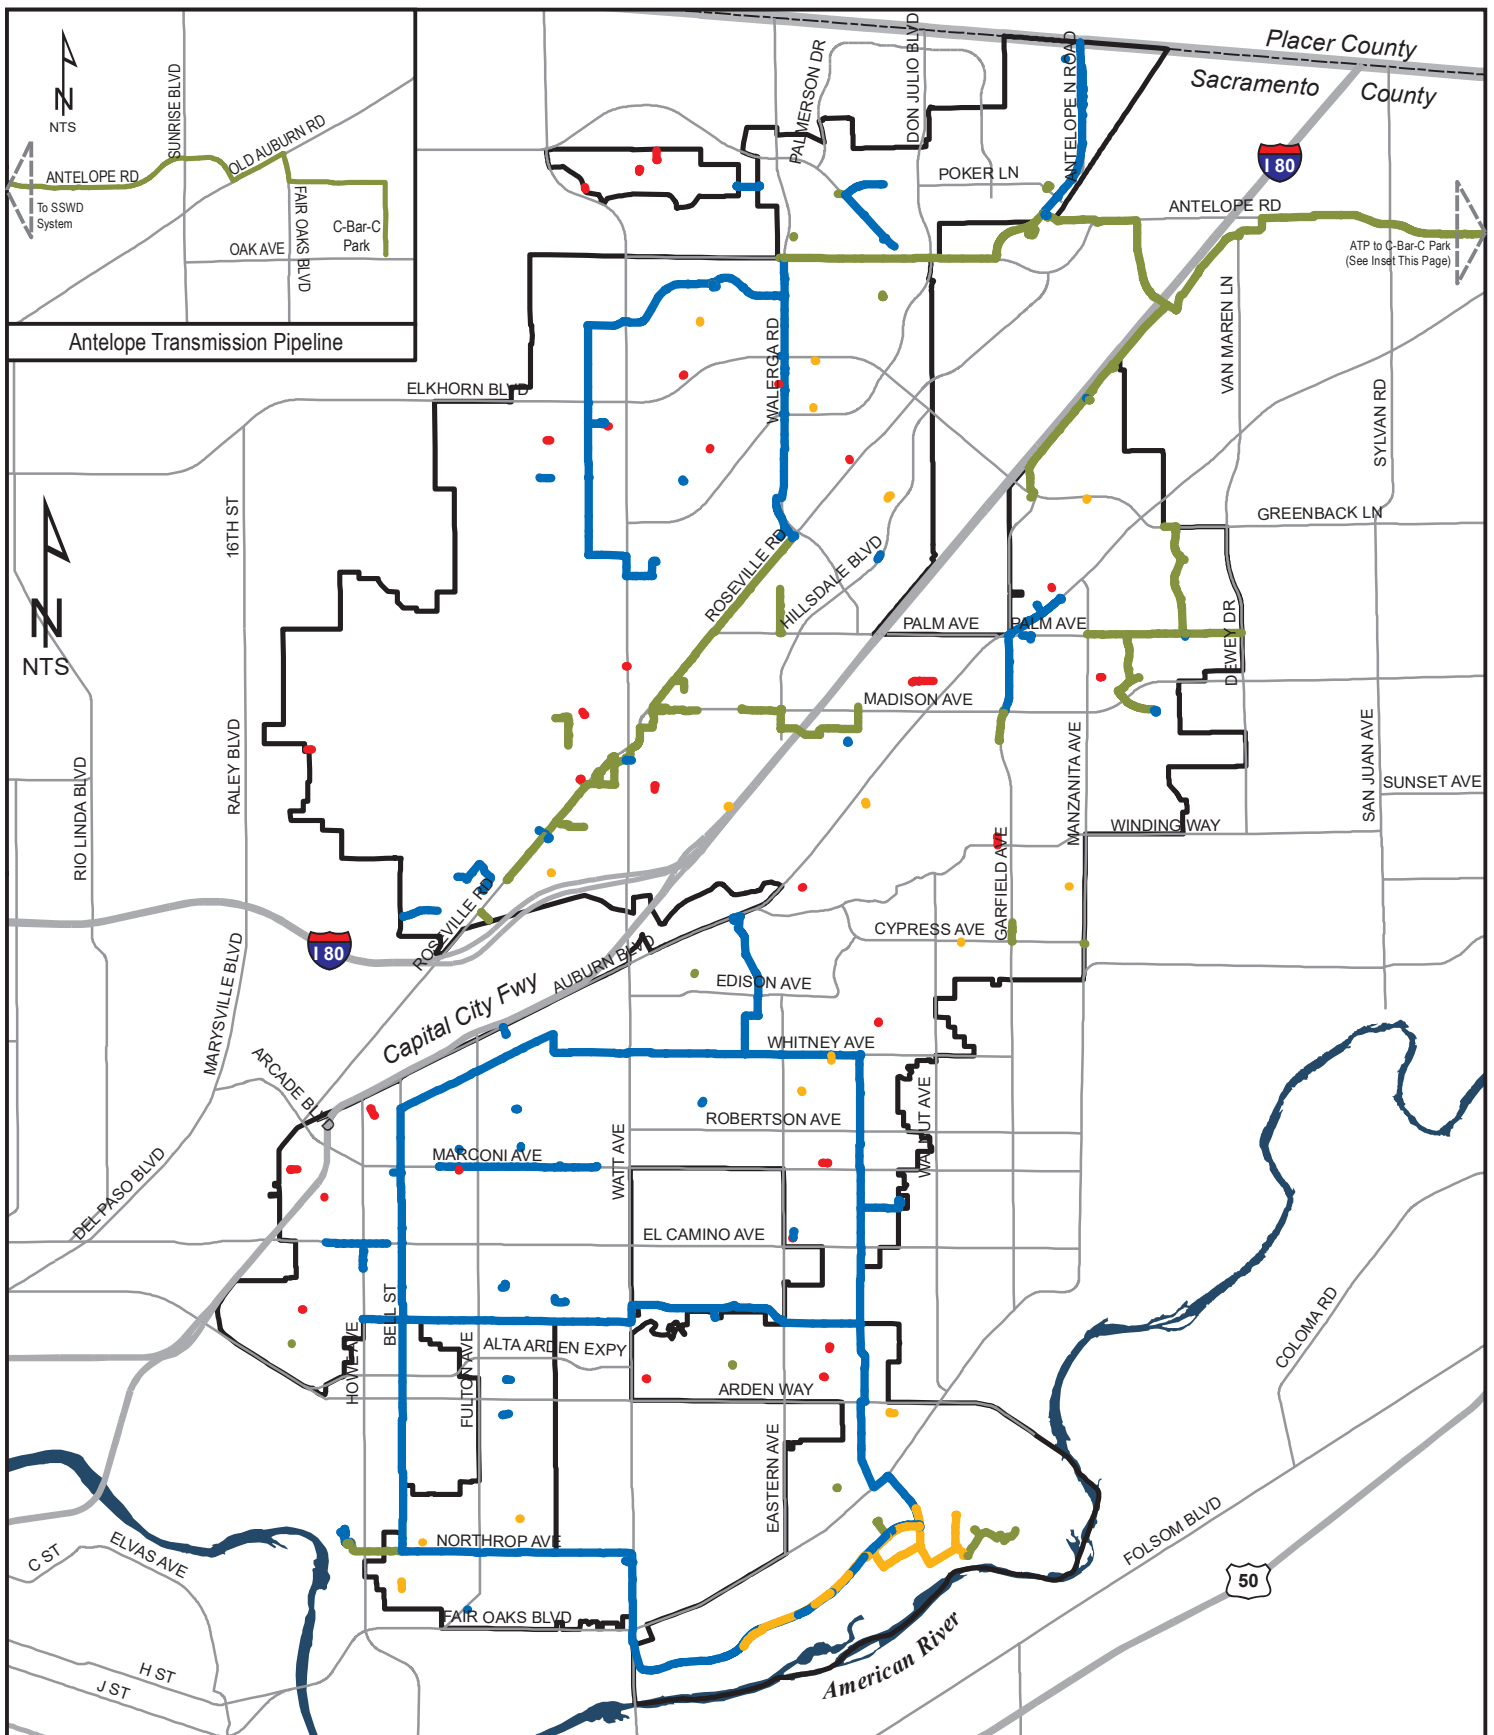 Placer County
Sacramento County
I 80
N
NTS
SUNRISE BLVD
OLD AUBURN RD
ANTELOPE RD
To SSWD
System
FAIR OAKS BLVD
C-Bar-C
Park
OAK AVE
Antelope Transmission Pipeline
PALMERSON DR
DON JULIO BLVD
ANTELOPE N ROAD
POKER LN
ANTELOPE RD
ATP to C-Bar-C Park
(See Inset This Page)
WALERGA RD
VAN MAREN LN
SYLVAN RD
ELKHORN BLVD
16TH ST
GREENBACK LN
N
NTS
ROSEVILLE RD
HILLSDALE BLVD
PALM AVE
PALM AVE
DEWEY DR
MADISON AVE
RALEY BLVD
RIO LINDA BLVD
MANZANITA AVE
SAN JUAN AVE
SUNSET AVE
WINDING WAY
GARFIELD AVE
ROSEVILLE RD
CYPRESS AVE
I 80
MARYSVILLE BLVD
AUBURN BLVD
Capital City Fwy
EDISON AVE
WHITNEY AVE
ARCADE BLVD
ROBERTSON AVE
WALNUT AVE
MARCONI AVE
WATT AVE
DEL PASO BLVD
EL CAMINO AVE
BELL ST
HOWE AVE
FULTON AVE
ALTA ARDEN EXPY
ARDEN WAY
COLOMA RD
EASTERN AVE
NORTHROP AVE
C ST
ELVAS AVE
FOLSOM BLVD
50
FAIR OAKS BLVD
H ST
J ST
American River